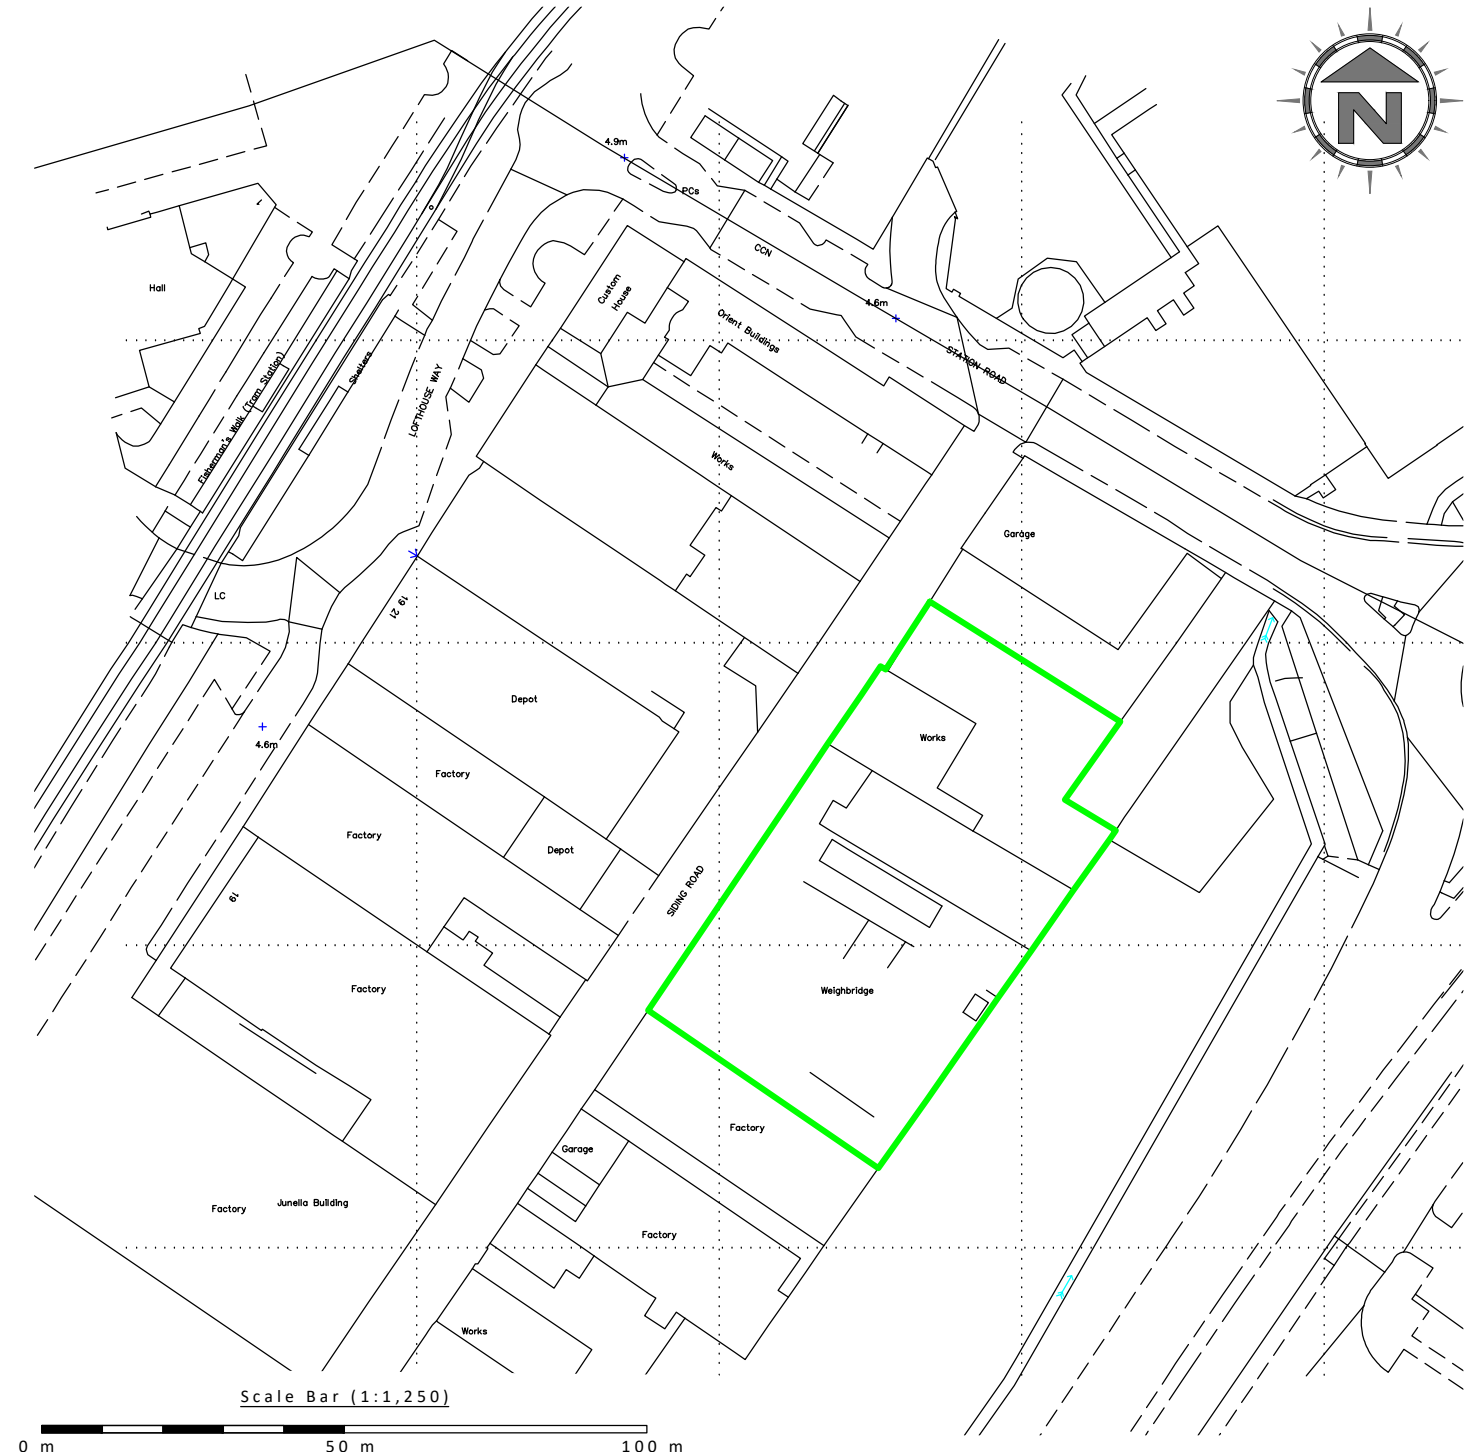 N
4.9m
PCs
CCN
Hall
Custom
House
4.6m
Orient Buildings
STATION ROAD
Shelters
Fisherman's Walk (Tram Station)
LOFTHOUSE WAY
Works
Garage
LC
19 21
Depot
Works
4.6m
Factory
Factory
Depot
SIDING ROAD
19
Factory
Weighbridge
Factory
Garage
Factory
Junella Building
Factory
Works
Scale Bar (1:1,250)
0 m
50 m
100 m